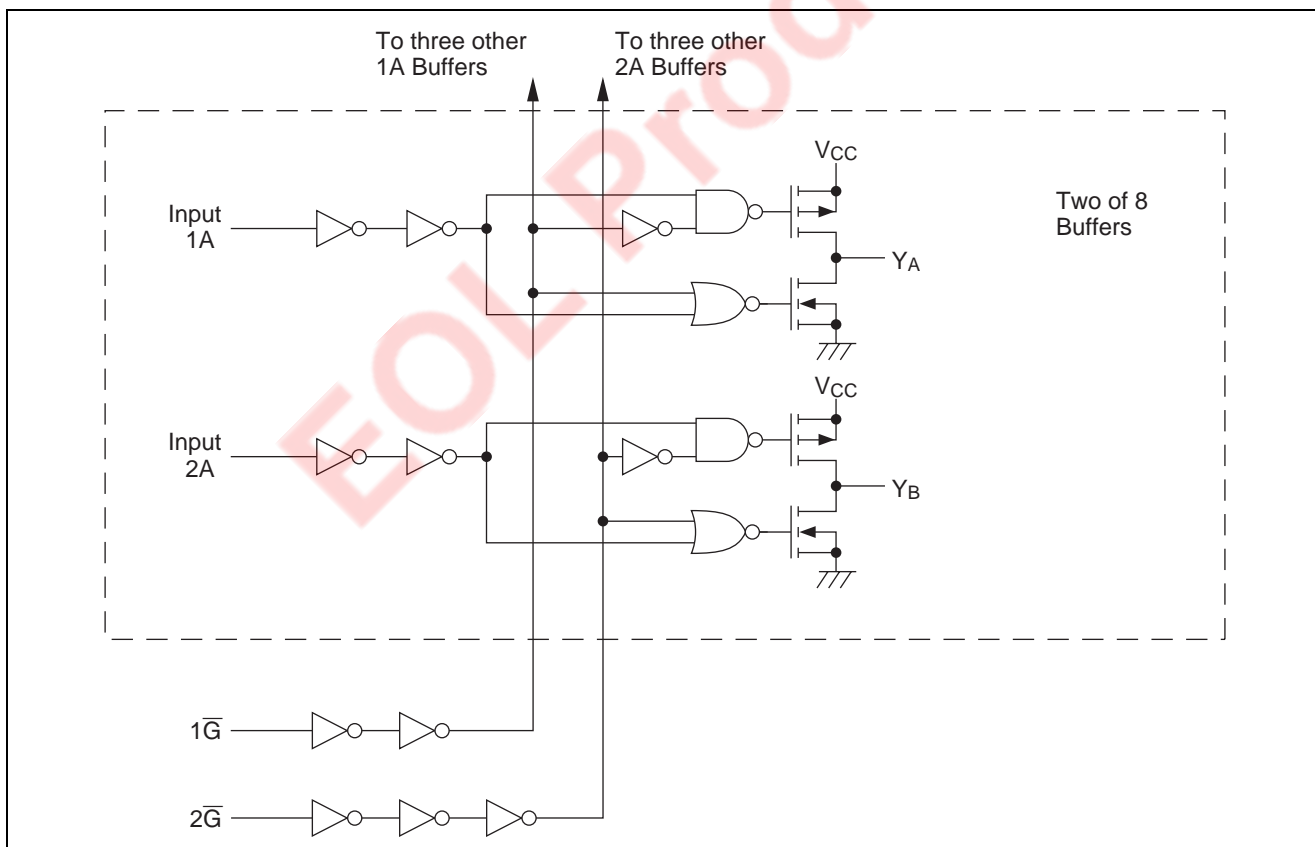 To three other
1A Buffers
To three other
2A Buffers
VCC
Two of 8
Buffers
Input
1A
YA
VCC
Input
2A
YB
1G̅
2G̅
EOL Prod